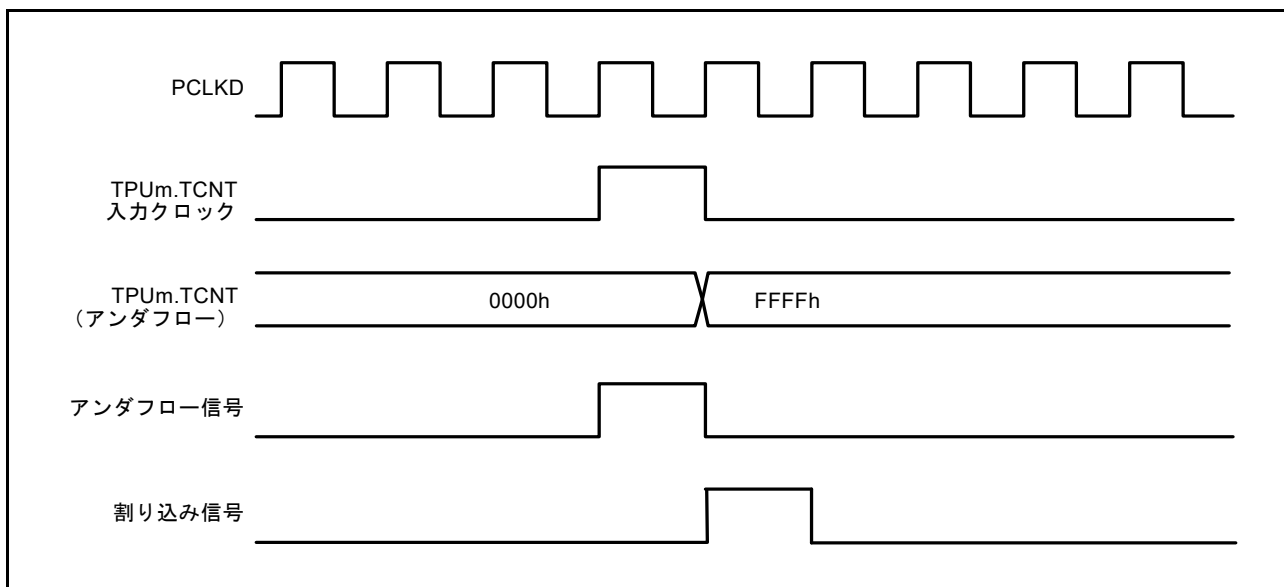 PCLKD
TPUm.TCNT
入力クロック
TPUm.TCNT
（アンダフロー）
0000h
FFFFh
アンダフロー信号
割り込み信号